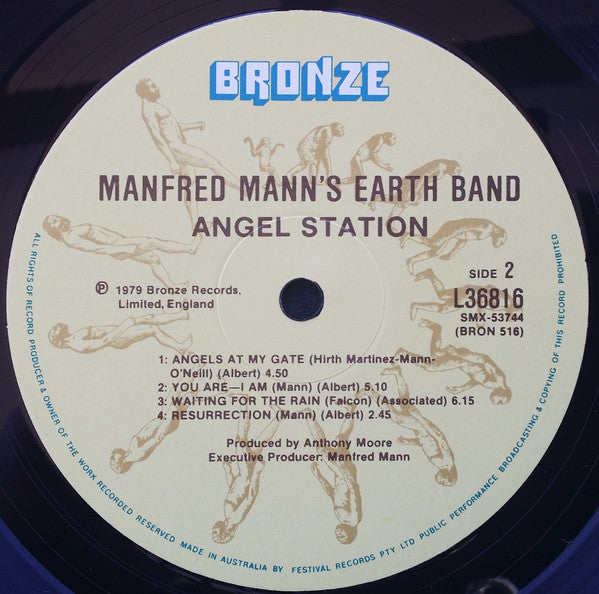 BRONZE
MANFRED MANN'S EARTH BAND
ANGEL STATION
℗ 1979 Bronze Records,
Limited, England
SIDE 2
L36816
SMX-53744
(BRON 516)
1: ANGELS AT MY GATE (Hirth Martinez-Mann-
O'Neill) (Albert) 4.50
2: YOU ARE—I AM (Mann) (Albert) 5.10
3: WAITING FOR THE RAIN (Falcon) (Associated) 6.15
4: RESURRECTION (Mann) (Albert) 2.45
Produced by Anthony Moore
Executive Producer: Manfred Mann
ALL RIGHTS OF RECORD PRODUCER & OWNER OF THE WORK RECORDED RESERVED MADE IN AUSTRALIA BY FESTIVAL RECORDS PTY LTD PUBLIC PERFORMANCE BROADCASTING & COPYING OF THIS RECORD PROHIBITED